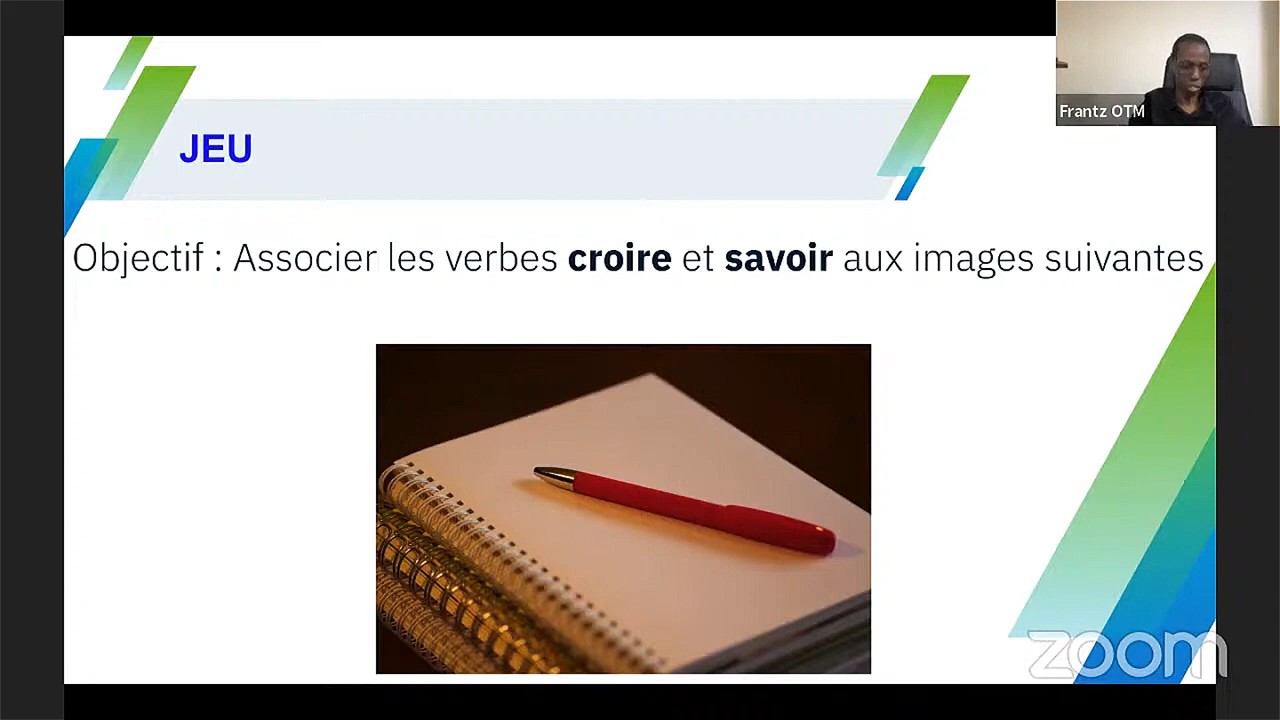 JEU
Frantz OTM
Objectif : Associer les verbes croire et savoir aux images suivantes
zoom